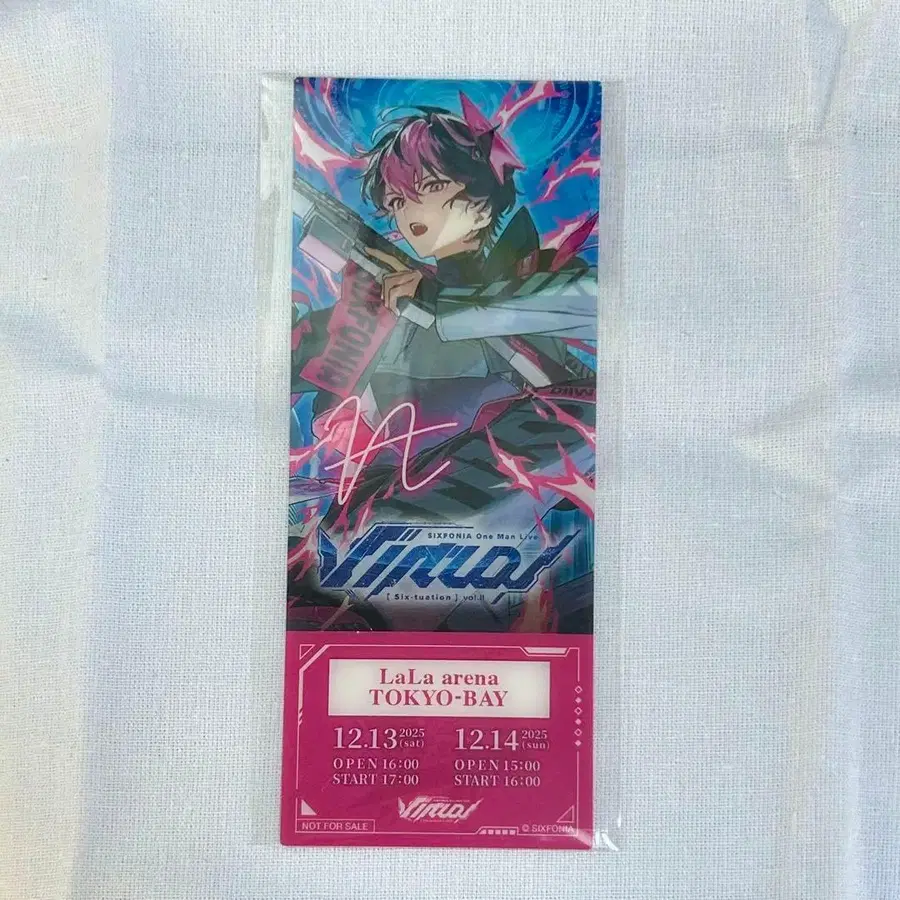 SIXFONIA
SIXFONIA One Man Live
[ Six-tuation ] vol.II
LaLa arena
TOKYO-BAY
12.13 2025 (sat)
OPEN 16:00
START 17:00
12.14 2025 (sun)
OPEN 15:00
START 16:00
NOT FOR SALE
© SIXFONIA